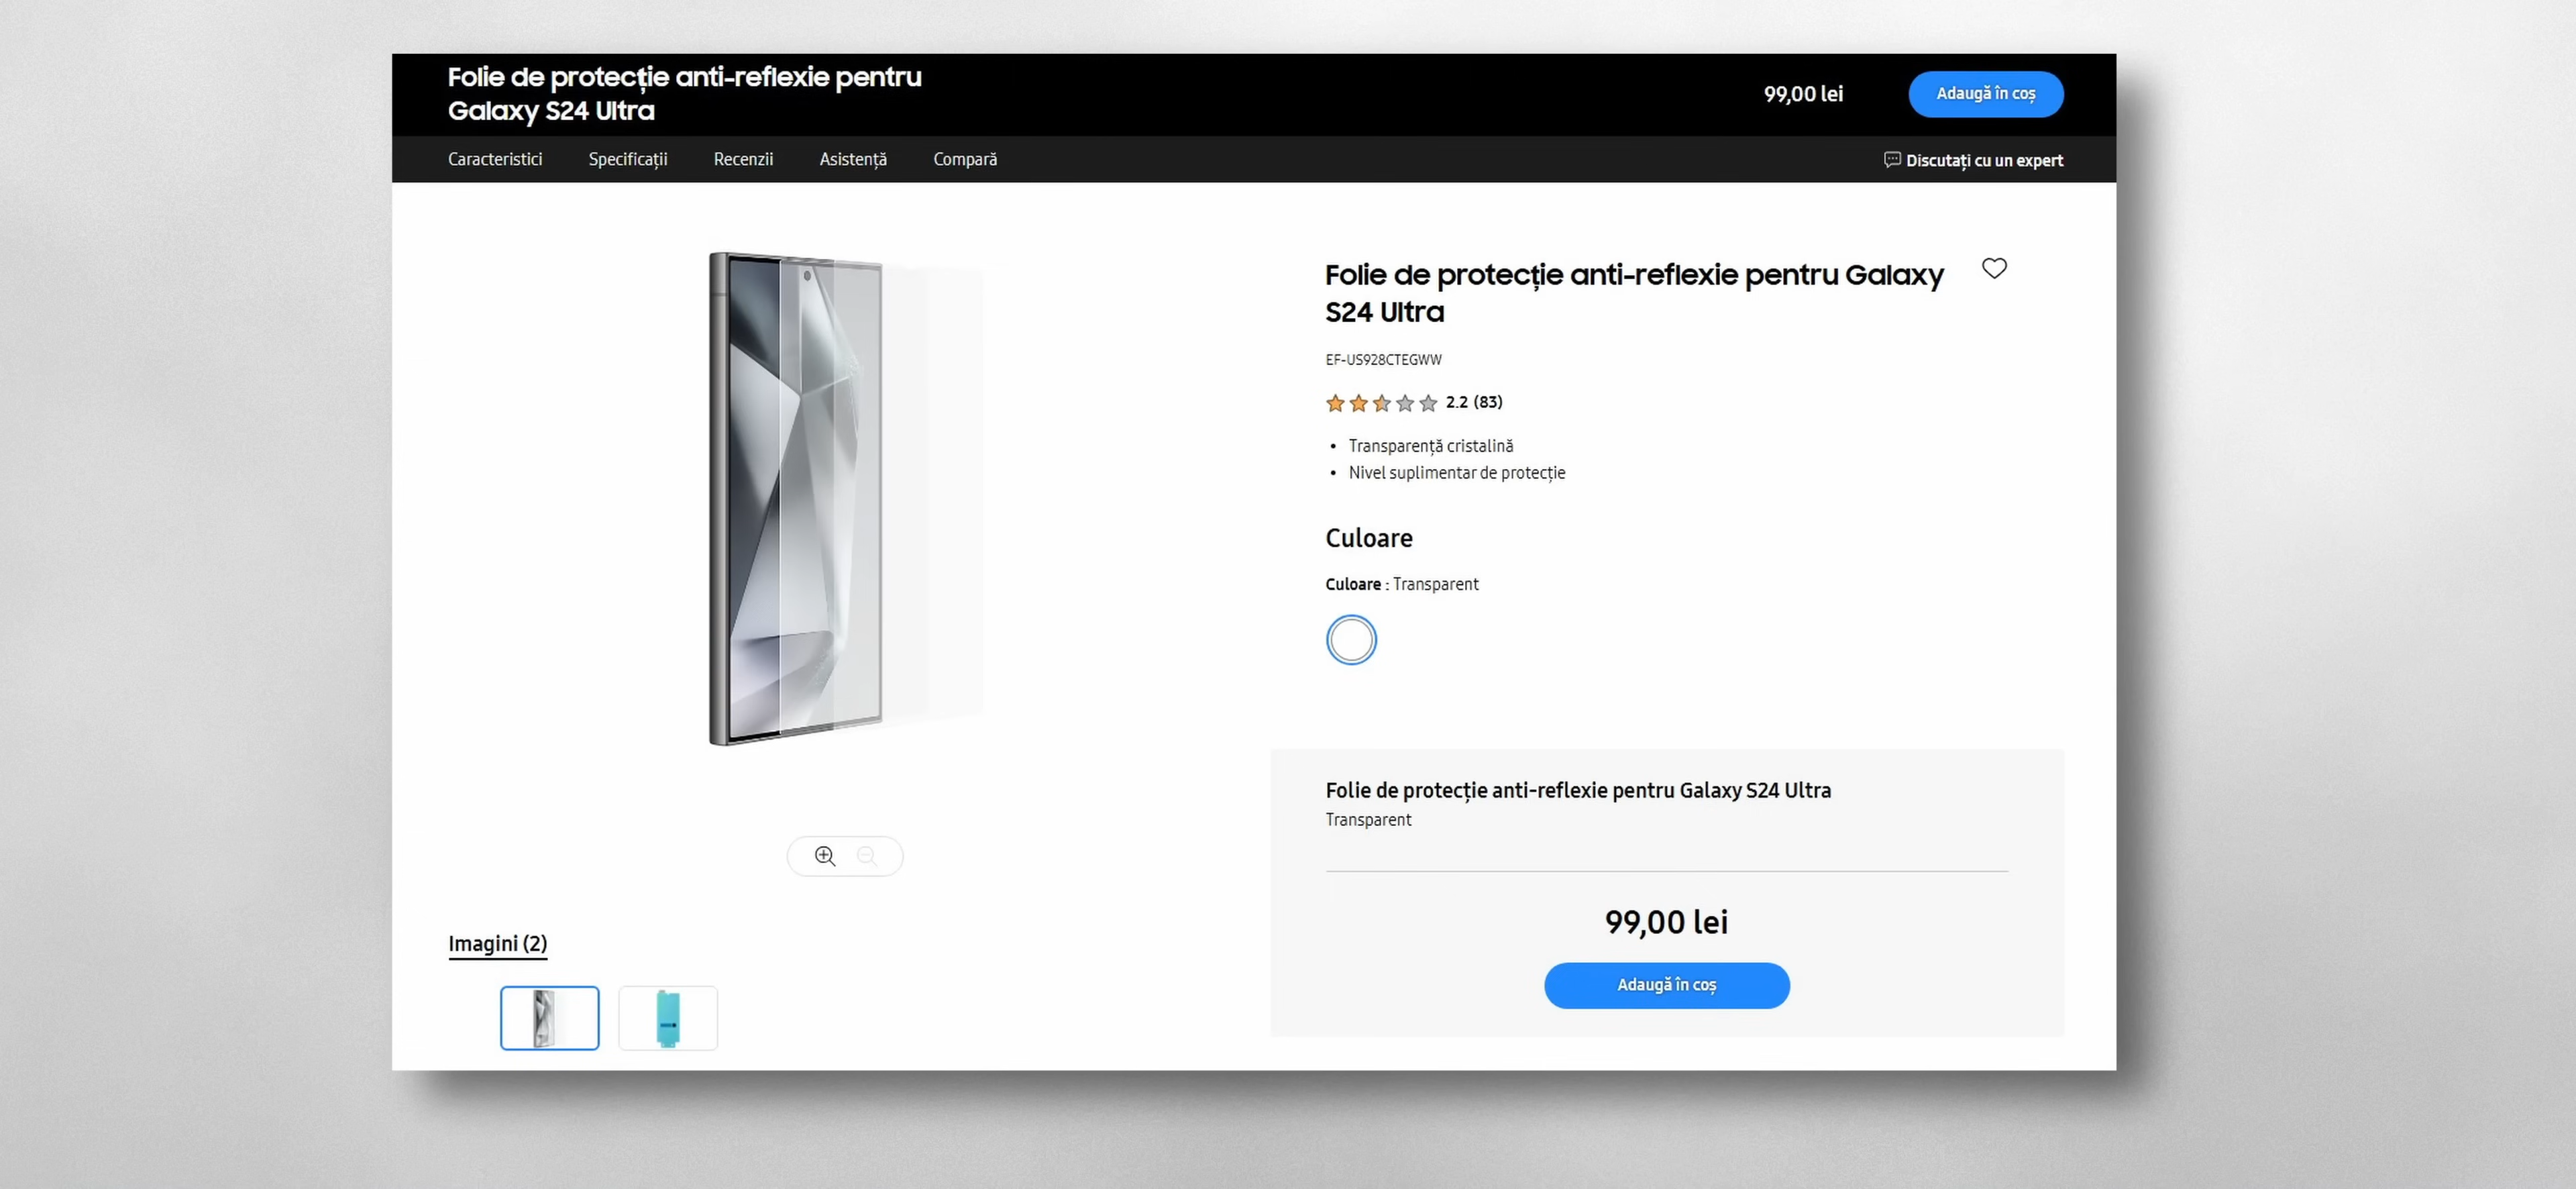 Folie de protecție anti-reflexie pentru
Galaxy S24 Ultra
99,00 lei
Adaugă în coș
Caracteristici
Specificații
Recenzii
Asistență
Compară
Discutați cu un expert
Folie de protecție anti-reflexie pentru Galaxy
S24 Ultra
EF-US928CTEGWW
2.2 (83)
• Transparență cristalină
• Nivel suplimentar de protecție
Culoare
Culoare : Transparent
Folie de protecție anti-reflexie pentru Galaxy S24 Ultra
Transparent
99,00 lei
Adaugă în coș
Imagini (2)